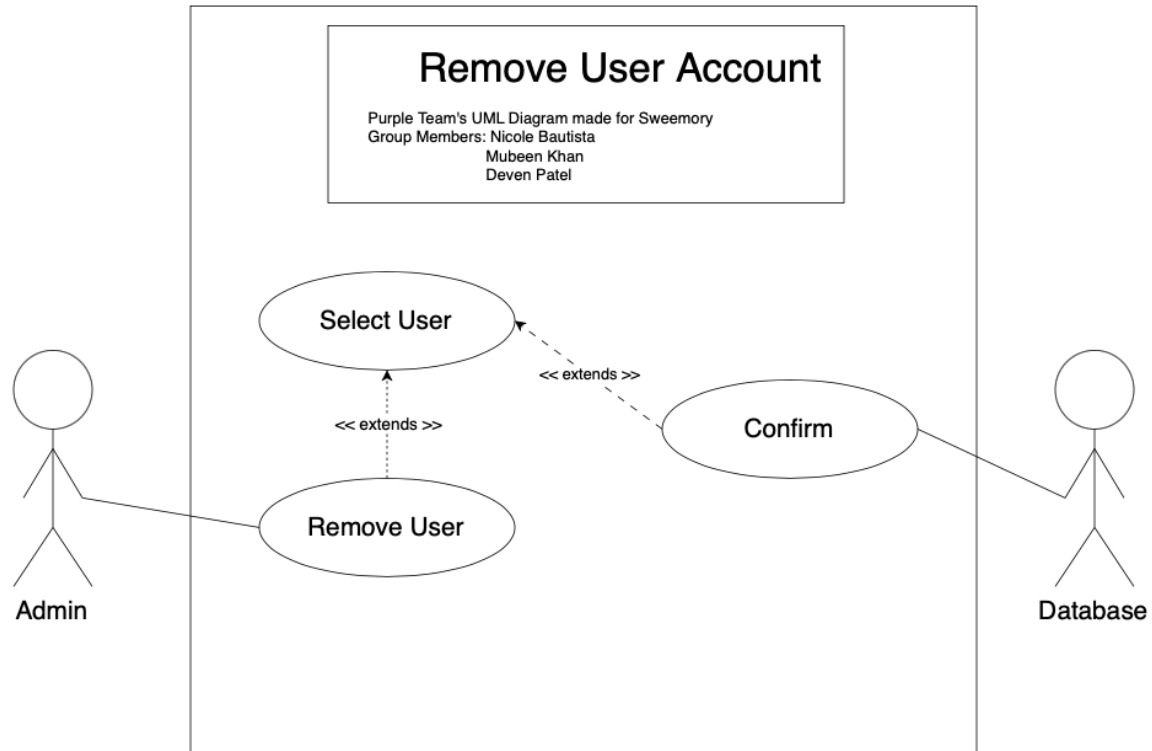 Remove User Account
Purple Team's UML Diagram made for Sweemory
Group Members: Nicole Bautista
Mubeen Khan
Deven Patel
Select User
<< extends >>
Confirm
<< extends >>
Remove User
Admin
Database